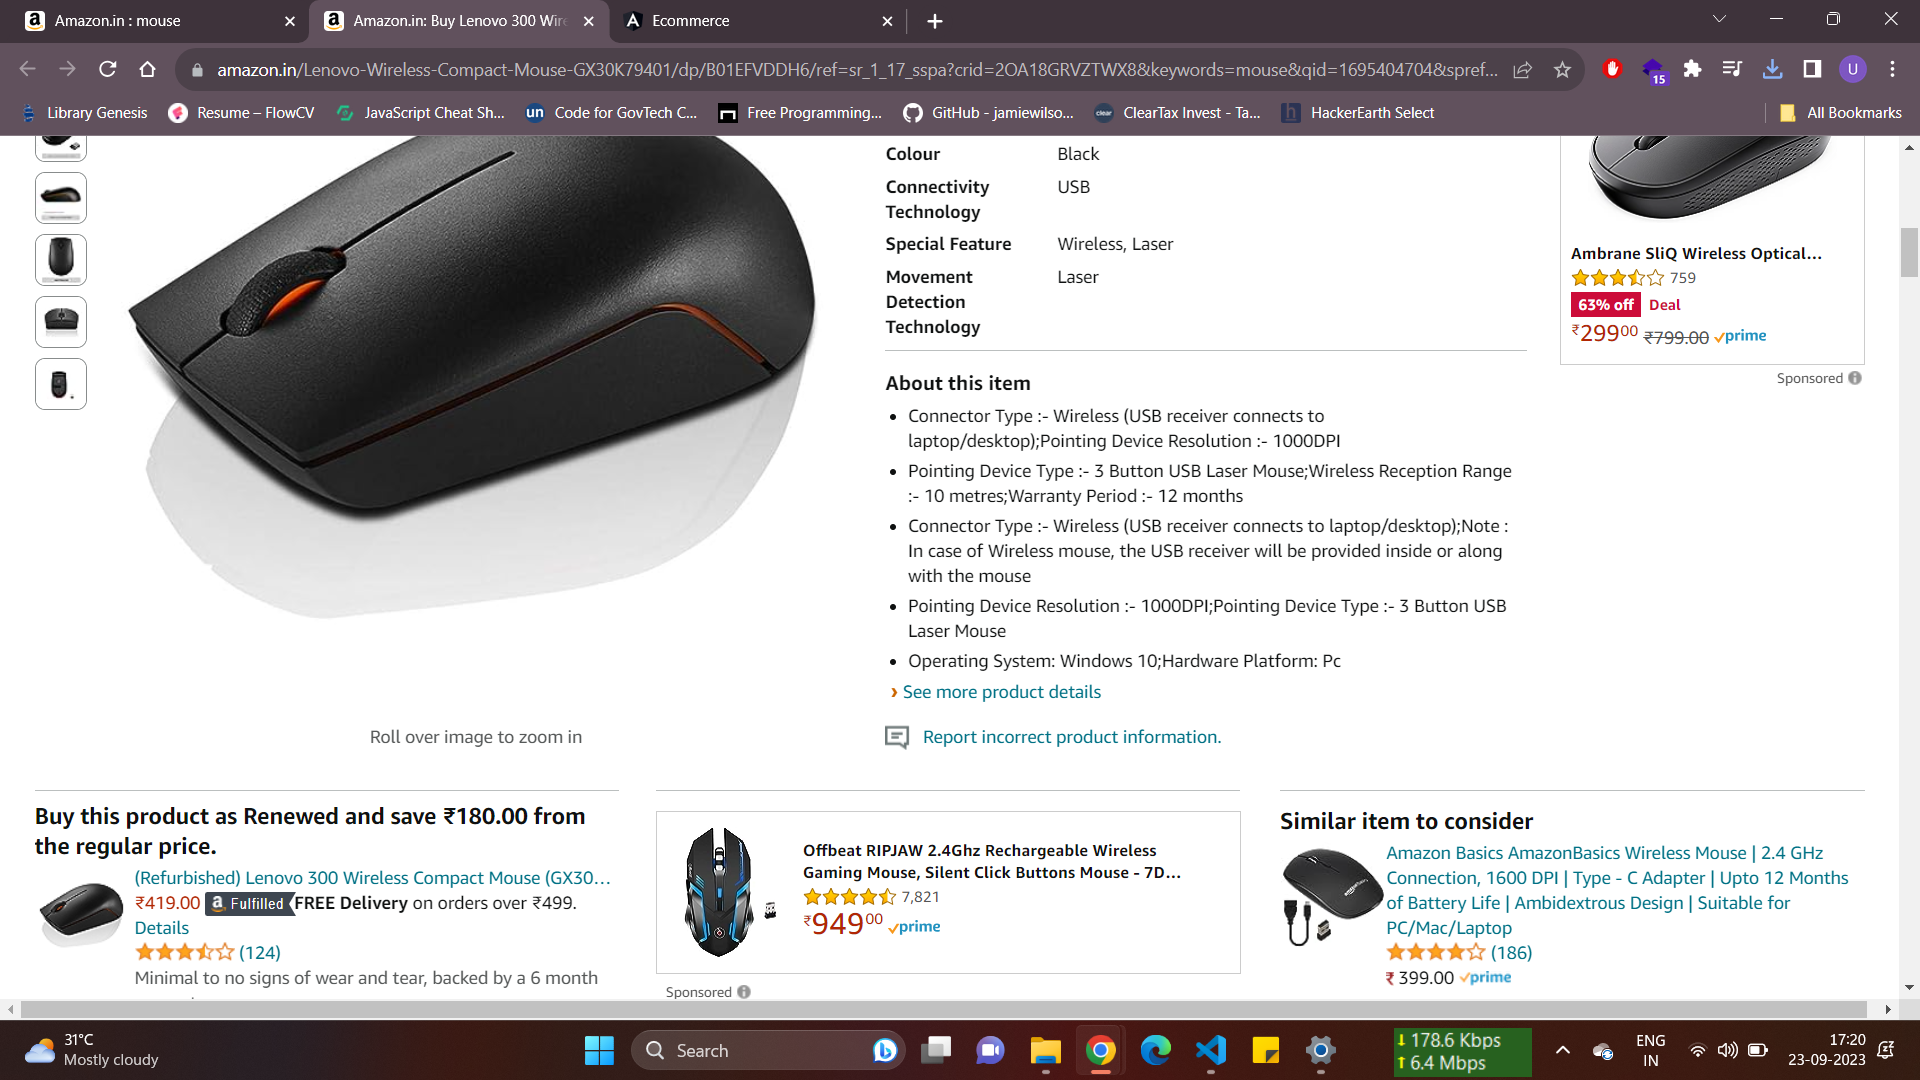 Amazon.in : mouse
Amazon.in: Buy Lenovo 300 Wire
Ecommerce
amazon.in/Lenovo-Wireless-Compact-Mouse-GX30K79401/dp/B01EFVDDH6/ref=sr_1_17_sspa?crid=2OA18GRVZTWX8&keywords=mouse&qid=1695404704&spref...
15
U
Library Genesis
Resume – FlowCV
JavaScript Cheat Sh...
un Code for GovTech C...
Free Programming...
GitHub - jamiewilso...
clear ClearTax Invest - Ta...
h HackerEarth Select
All Bookmarks
Colour Black
Connectivity USB
Technology
Special Feature Wireless, Laser
Movement Laser
Detection
Technology
About this item
• Connector Type :- Wireless (USB receiver connects to
laptop/desktop);Pointing Device Resolution :- 1000DPI
• Pointing Device Type :- 3 Button USB Laser Mouse;Wireless Reception Range
:- 10 metres;Warranty Period :- 12 months
• Connector Type :- Wireless (USB receiver connects to laptop/desktop);Note :
In case of Wireless mouse, the USB receiver will be provided inside or along
with the mouse
• Pointing Device Resolution :- 1000DPI;Pointing Device Type :- 3 Button USB
Laser Mouse
• Operating System: Windows 10;Hardware Platform: Pc
› See more product details
Report incorrect product information.
Roll over image to zoom in
Ambrane SliQ Wireless Optical...
759
63% off Deal
₹29900 ₹799.00 prime
Sponsored
Buy this product as Renewed and save ₹180.00 from
the regular price.
(Refurbished) Lenovo 300 Wireless Compact Mouse (GX30...
₹419.00 a Fulfilled FREE Delivery on orders over ₹499.
Details
(124)
Minimal to no signs of wear and tear, backed by a 6 month
Offbeat RIPJAW 2.4Ghz Rechargeable Wireless
Gaming Mouse, Silent Click Buttons Mouse - 7D...
7,821
₹94900 prime
Sponsored
Similar item to consider
Amazon Basics AmazonBasics Wireless Mouse | 2.4 GHz
Connection, 1600 DPI | Type - C Adapter | Upto 12 Months
of Battery Life | Ambidextrous Design | Suitable for
PC/Mac/Laptop
(186)
₹ 399.00 prime
31°C
Mostly cloudy
Search
178.6 Kbps
6.4 Mbps
ENG
IN
17:20
23-09-2023